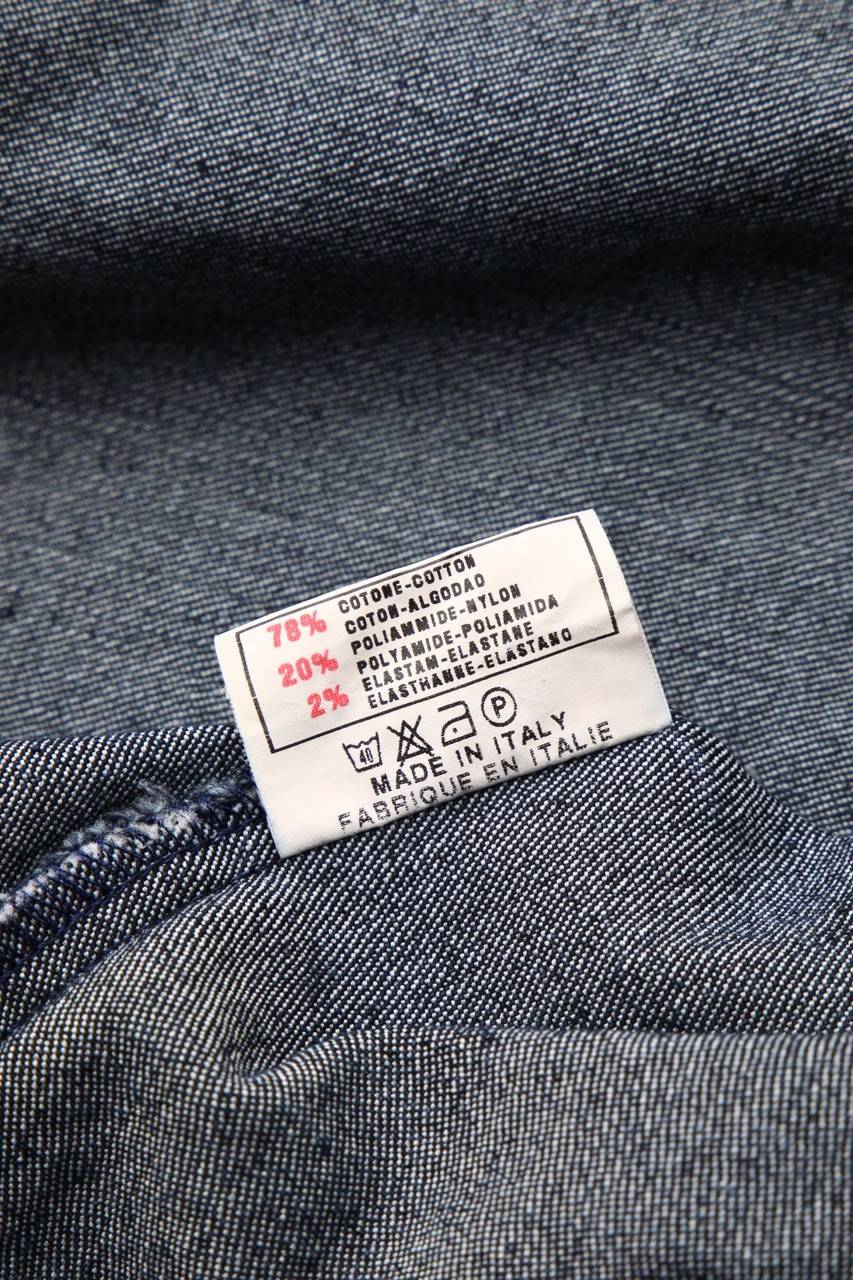 78% COTONE-COTTON
COTON-ALGODAO
20% POLIAMMIDE-NYLON
POLYAMIDE-POLIAMIDA
2% ELASTAM-ELASTANE
ELASTHANNE-ELASTANO
40 P
MADE IN ITALY
FABRIQUE EN ITALIE